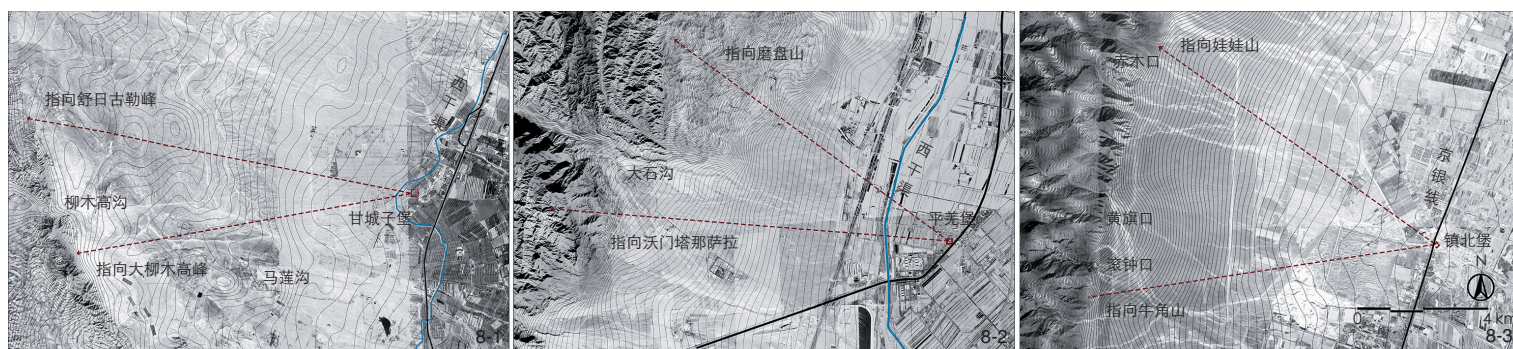 指向舒日古勒峰
西干渠
柳木高沟
甘城子堡
指向大柳木高峰
马莲沟
8-1
指向磨盘山
大石沟
西干渠
平羌堡
指向沃门塔那萨拉
8-2
指向娃娃山
赤木口
京银线
黄旗口
镇北堡
滚钟口
N
指向牛角山
0
4 km
8-3